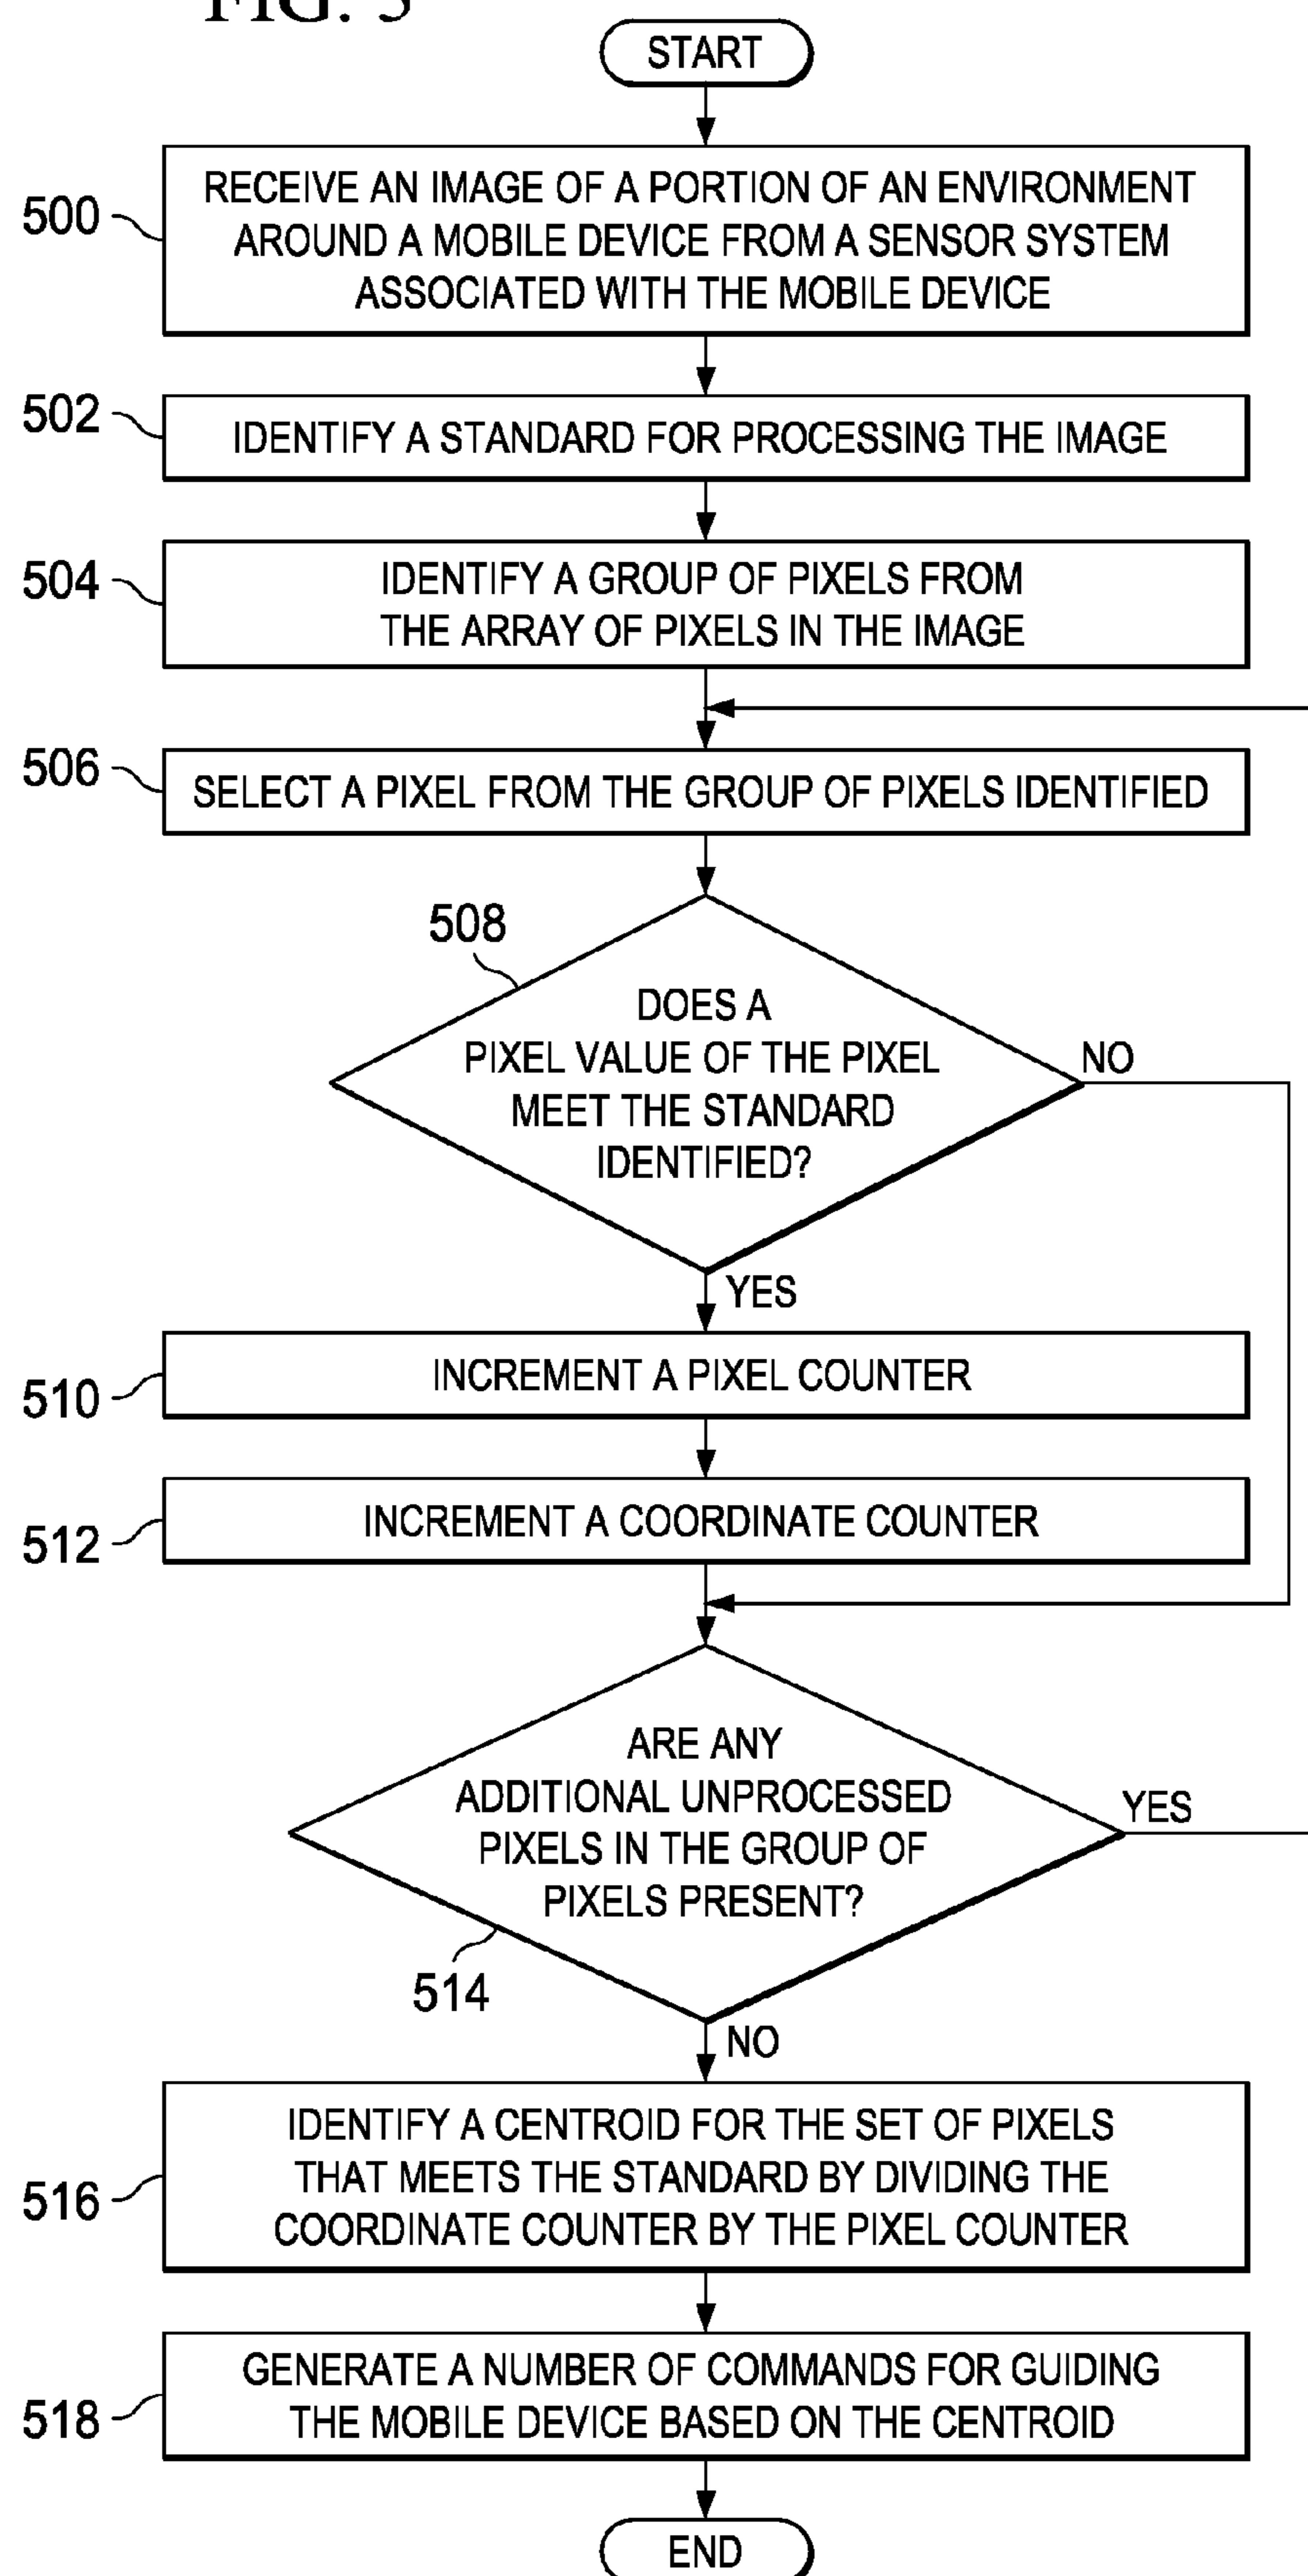 FIG. 5
START
500
RECEIVE AN IMAGE OF A PORTION OF AN ENVIRONMENT
AROUND A MOBILE DEVICE FROM A SENSOR SYSTEM
ASSOCIATED WITH THE MOBILE DEVICE
502
IDENTIFY A STANDARD FOR PROCESSING THE IMAGE
504
IDENTIFY A GROUP OF PIXELS FROM
THE ARRAY OF PIXELS IN THE IMAGE
506
SELECT A PIXEL FROM THE GROUP OF PIXELS IDENTIFIED
508
DOES A
PIXEL VALUE OF THE PIXEL
MEET THE STANDARD
IDENTIFIED?
NO
YES
510
INCREMENT A PIXEL COUNTER
512
INCREMENT A COORDINATE COUNTER
ARE ANY
ADDITIONAL UNPROCESSED
PIXELS IN THE GROUP OF
PIXELS PRESENT?
YES
514
NO
516
IDENTIFY A CENTROID FOR THE SET OF PIXELS
THAT MEETS THE STANDARD BY DIVIDING THE
COORDINATE COUNTER BY THE PIXEL COUNTER
518
GENERATE A NUMBER OF COMMANDS FOR GUIDING
THE MOBILE DEVICE BASED ON THE CENTROID
END